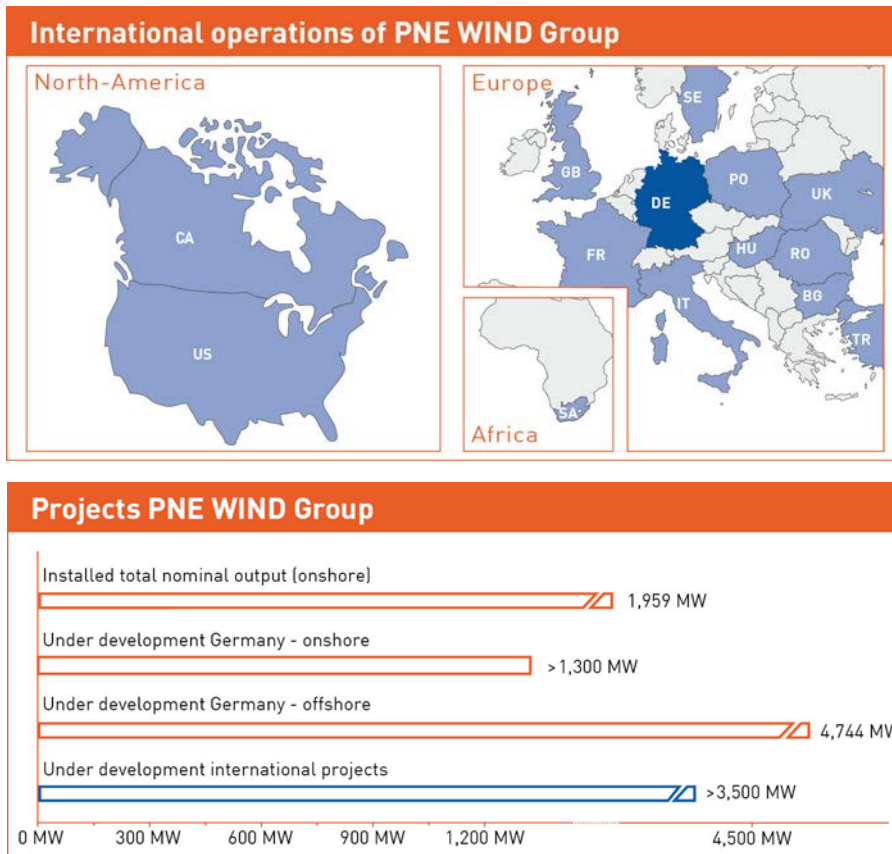 International operations of PNE WIND Group
North-America
CA
US
Europe
SE
GB
DE
PO
UK
FR
HU
RO
IT
BG
TR
SA
Africa
Projects PNE WIND Group
Installed total nominal output (onshore)
1,959 MW
Under development Germany - onshore
>1,300 MW
Under development Germany - offshore
4,744 MW
Under development international projects
>3,500 MW
0 MW 300 MW 600 MW 900 MW 1,200 MW 4,500 MW